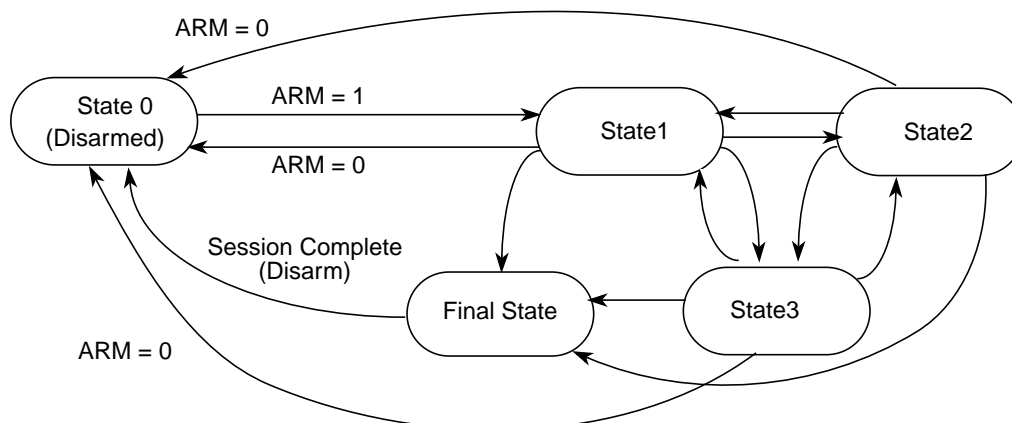 ARM = 0
State 0
(Disarmed)
ARM = 1
State1
State2
ARM = 0
Session Complete
(Disarm)
Final State
State3
ARM = 0